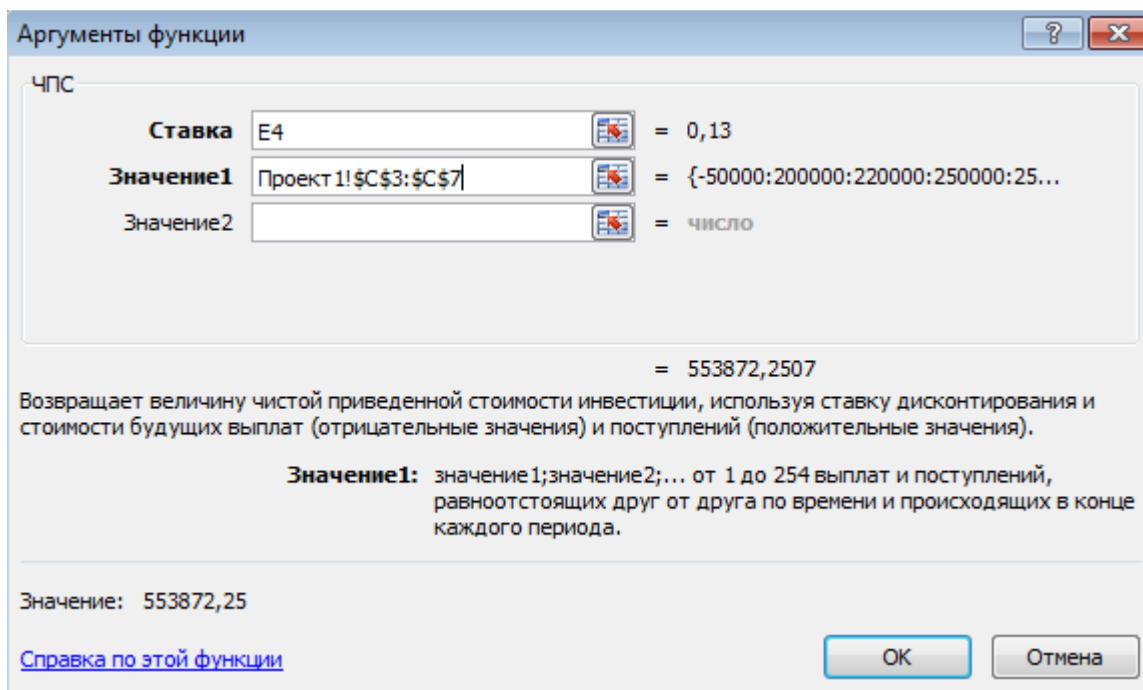 Аргументы функции
ЧПС
Ставка E4 = 0,13
Значение1 Проект1!$C$3:$C$7 = {-50000:200000:220000:250000:25...
Значение2 = число
= 553872,2507
Возвращает величину чистой приведенной стоимости инвестиции, используя ставку дисконтирования и
стоимости будущих выплат (отрицательные значения) и поступлений (положительные значения).
Значение1: значение1;значение2;... от 1 до 254 выплат и поступлений,
равноотстоящих друг от друга по времени и происходящих в конце
каждого периода.
Значение: 553872,25
Справка по этой функции
ОК Отмена